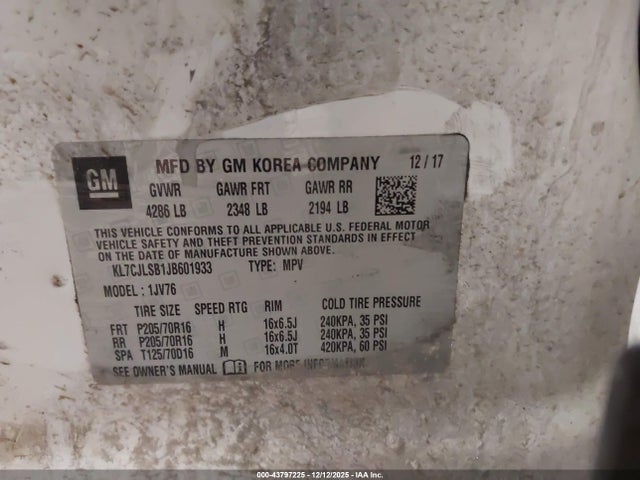 GM
MFD BY GM KOREA COMPANY 12/17
GVWR GAWR FRT GAWR RR
4286 LB 2348 LB 2194 LB
THIS VEHICLE CONFORMS TO ALL APPLICABLE U.S. FEDERAL MOTOR
VEHICLE SAFETY AND THEFT PREVENTION STANDARDS IN EFFECT
ON THE DATE OF MANUFACTURE SHOWN ABOVE.
KL7CJLSB1JB601933 TYPE: MPV
MODEL: 1JV76
TIRE SIZE SPEED RTG RIM COLD TIRE PRESSURE
FRT P205/70R16 H 16x6.5J 240KPA, 35 PSI
RR P205/70R16 H 16x6.5J 240KPA, 35 PSI
SPA T125/70D16 M 16x4.0T 420KPA, 60 PSI
SEE OWNER'S MANUAL FOR MORE INFORMATION.
000-43797225 - 12/12/2025 - IAA Inc.